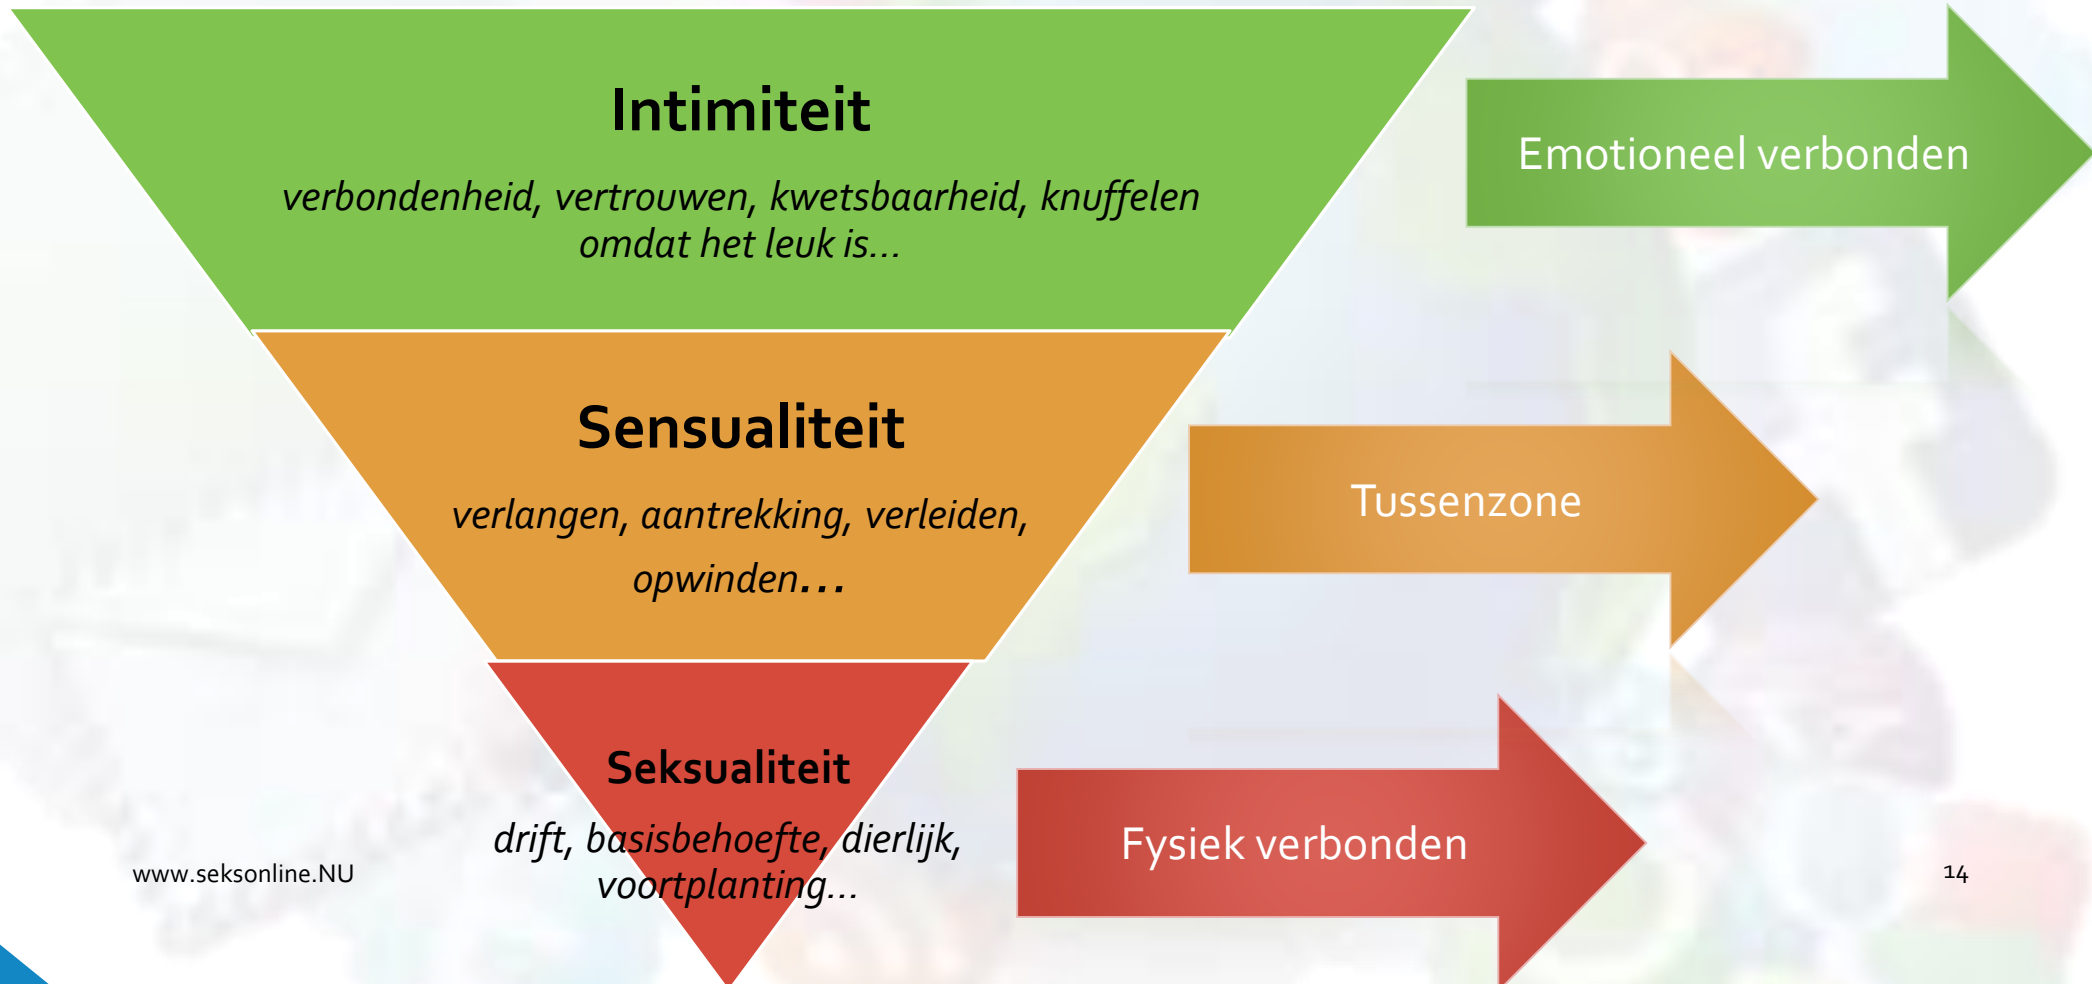 Intimiteit
verbondenheid, vertrouwen, kwetsbaarheid, knuffelen
omdat het leuk is...
Emotioneel verbonden
Sensualiteit
verlangen, aantrekking, verleiden,
opwinden...
Tussenzone
Seksualiteit
drift, basisbehoefte, dierlijk,
voortplanting...
Fysiek verbonden
www.seksonline.NU
14